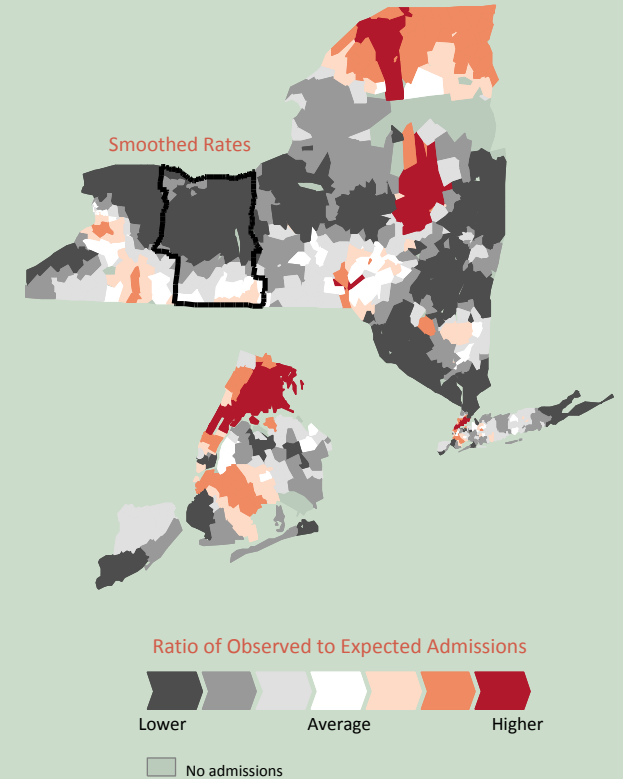 Smoothed Rates
Ratio of Observed to Expected Admissions
Lower Average Higher
No admissions